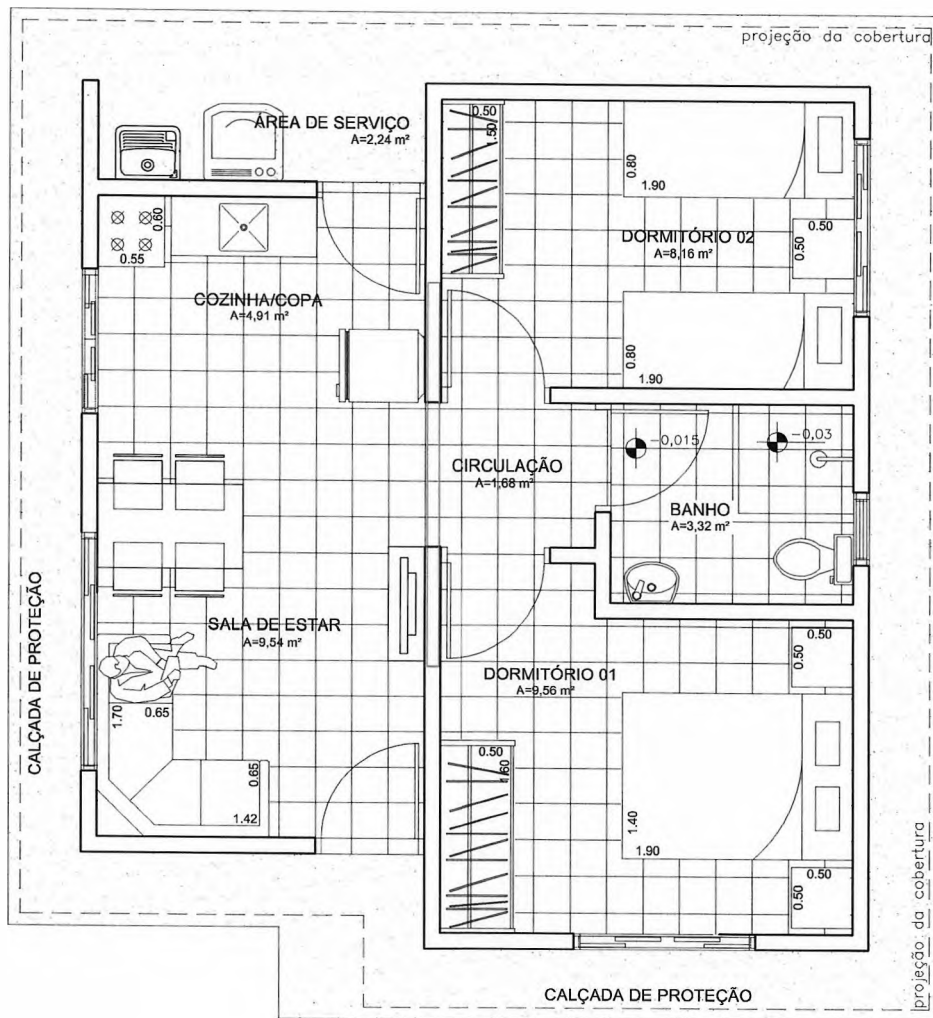 projeção da cobertura
ÁREA DE SERVIÇO
A=2,24 m²
0.50
1.50
0.80
1.90
0.60
0.55
DORMITÓRIO 02
A=8,16 m²
0.50
0.50
COZINHA/COPA
A=4,91 m²
0.80
1.90
-0,015
-0,03
CIRCULAÇÃO
A=1,68 m²
BANHO
A=3,32 m²
CALÇADA DE PROTEÇÃO
SALA DE ESTAR
A=9,54 m²
0.50
0.50
DORMITÓRIO 01
A=9,56 m²
1.70
0.65
0.65
1.42
0.50
1.60
1.40
1.90
0.50
0.50
projeção da cobertura
CALÇADA DE PROTEÇÃO